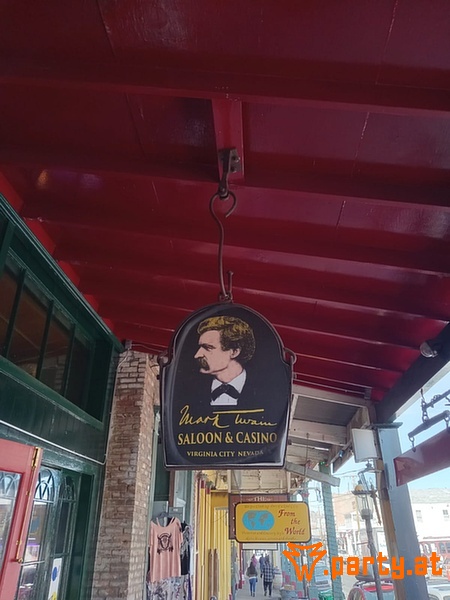 Mark Twain
SALOON & CASINO
VIRGINIA CITY NEVADA
From
the
World
party.at